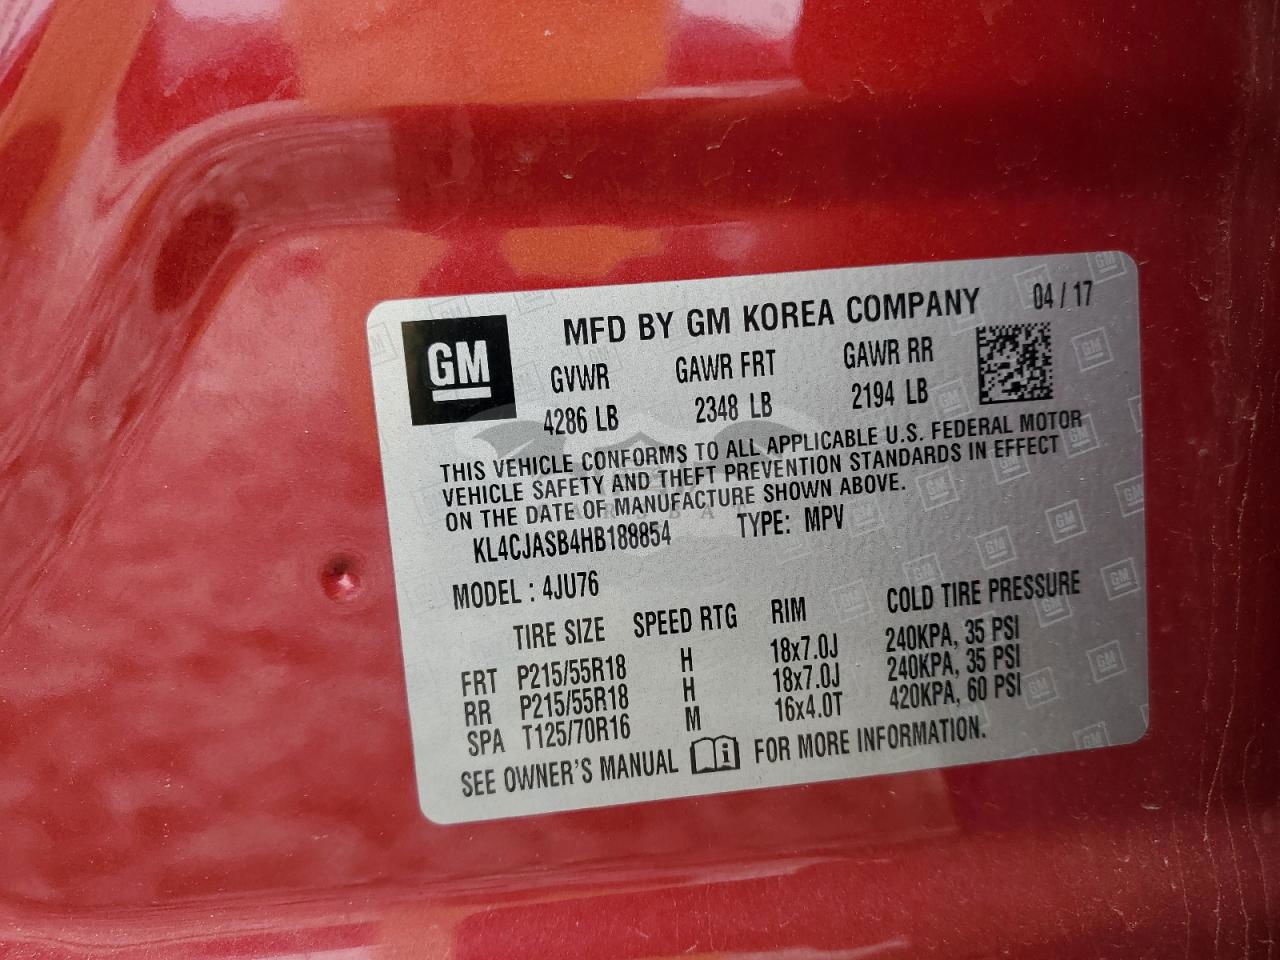 MFD BY GM KOREA COMPANY 04 / 17
GM
GVWR GAWR FRT GAWR RR
4286 LB 2348 LB 2194 LB
THIS VEHICLE CONFORMS TO ALL APPLICABLE U.S. FEDERAL MOTOR
VEHICLE SAFETY AND THEFT PREVENTION STANDARDS IN EFFECT
ON THE DATE OF MANUFACTURE SHOWN ABOVE.
KL4CJASB4HB189854 TYPE: MPV
MODEL : 4JU76
TIRE SIZE SPEED RTG RIM COLD TIRE PRESSURE
FRT P215/55R18 H 18x7.0J 240KPA, 35 PSI
RR P215/55R18 H 18x7.0J 240KPA, 35 PSI
SPA T125/70R16 M 16x4.0T 420KPA, 60 PSI
SEE OWNER'S MANUAL FOR MORE INFORMATION.